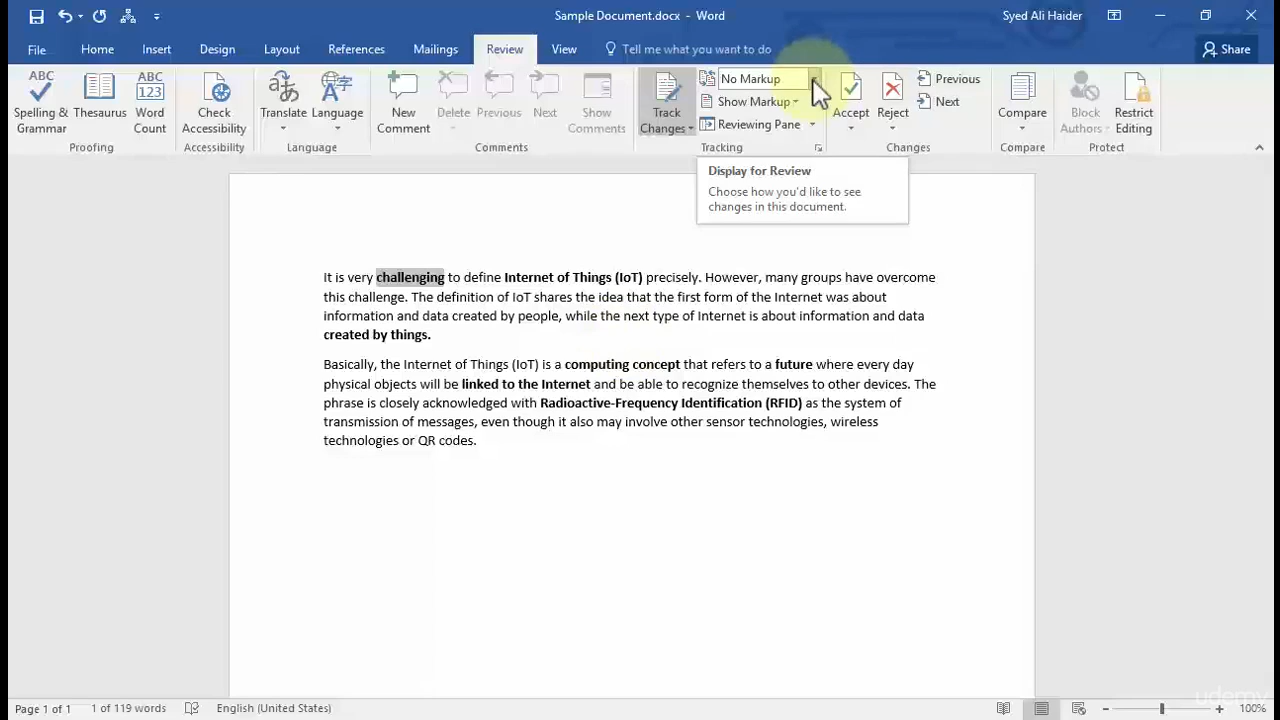 Sample Document.docx - Word
Syed Ali Haider
File Home Insert Design Layout References Mailings Review View Tell me what you want to do Share
ABC Spelling & Grammar
Thesaurus
ABC 123 Word Count
Proofing
Check Accessibility
Accessibility
Translate
Language
Language
New Comment
Delete
Previous
Next
Show Comments
Comments
Track Changes
No Markup
Show Markup
Reviewing Pane
Tracking
Accept
Reject
Previous
Next
Changes
Compare
Compare
Block Authors
Restrict Editing
Protect
Display for Review
Choose how you'd like to see
changes in this document.
It is very challenging to define Internet of Things (IoT) precisely. However, many groups have overcome
this challenge. The definition of IoT shares the idea that the first form of the Internet was about
information and data created by people, while the next type of Internet is about information and data
created by things.
Basically, the Internet of Things (IoT) is a computing concept that refers to a future where every day
physical objects will be linked to the Internet and be able to recognize themselves to other devices. The
phrase is closely acknowledged with Radioactive-Frequency Identification (RFID) as the system of
transmission of messages, even though it also may involve other sensor technologies, wireless
technologies or QR codes.
udemy
Page 1 of 1 1 of 119 words English (United States) 100%